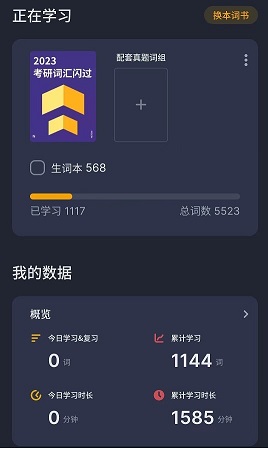 正在学习
换本词书
2023
考研词汇闪过
配套真题词组
生词本 568
已学习 1117
总词数 5523
我的数据
概览
今日学习&复习
累计学习
0 词
1144 词
今日学习时长
累计学习时长
0 分钟
1585 分钟